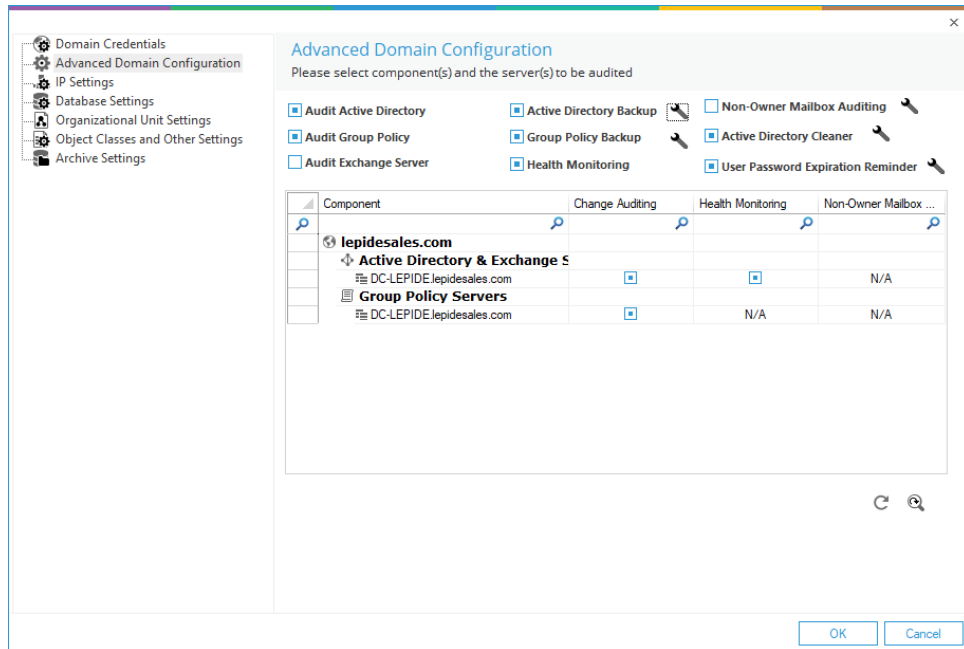 Domain Credentials
Advanced Domain Configuration
IP Settings
Database Settings
Organizational Unit Settings
Object Classes and Other Settings
Archive Settings
Advanced Domain Configuration
Please select component(s) and the server(s) to be audited
Audit Active Directory
Active Directory Backup
Non-Owner Mailbox Auditing
Audit Group Policy
Group Policy Backup
Active Directory Cleaner
Audit Exchange Server
Health Monitoring
User Password Expiration Reminder
Component Change Auditing Health Monitoring Non-Owner Mailbox ...
lepidesales.com
Active Directory & Exchange S
DC-LEPIDE.lepidesales.com N/A
Group Policy Servers
DC-LEPIDE.lepidesales.com N/A N/A
OK Cancel